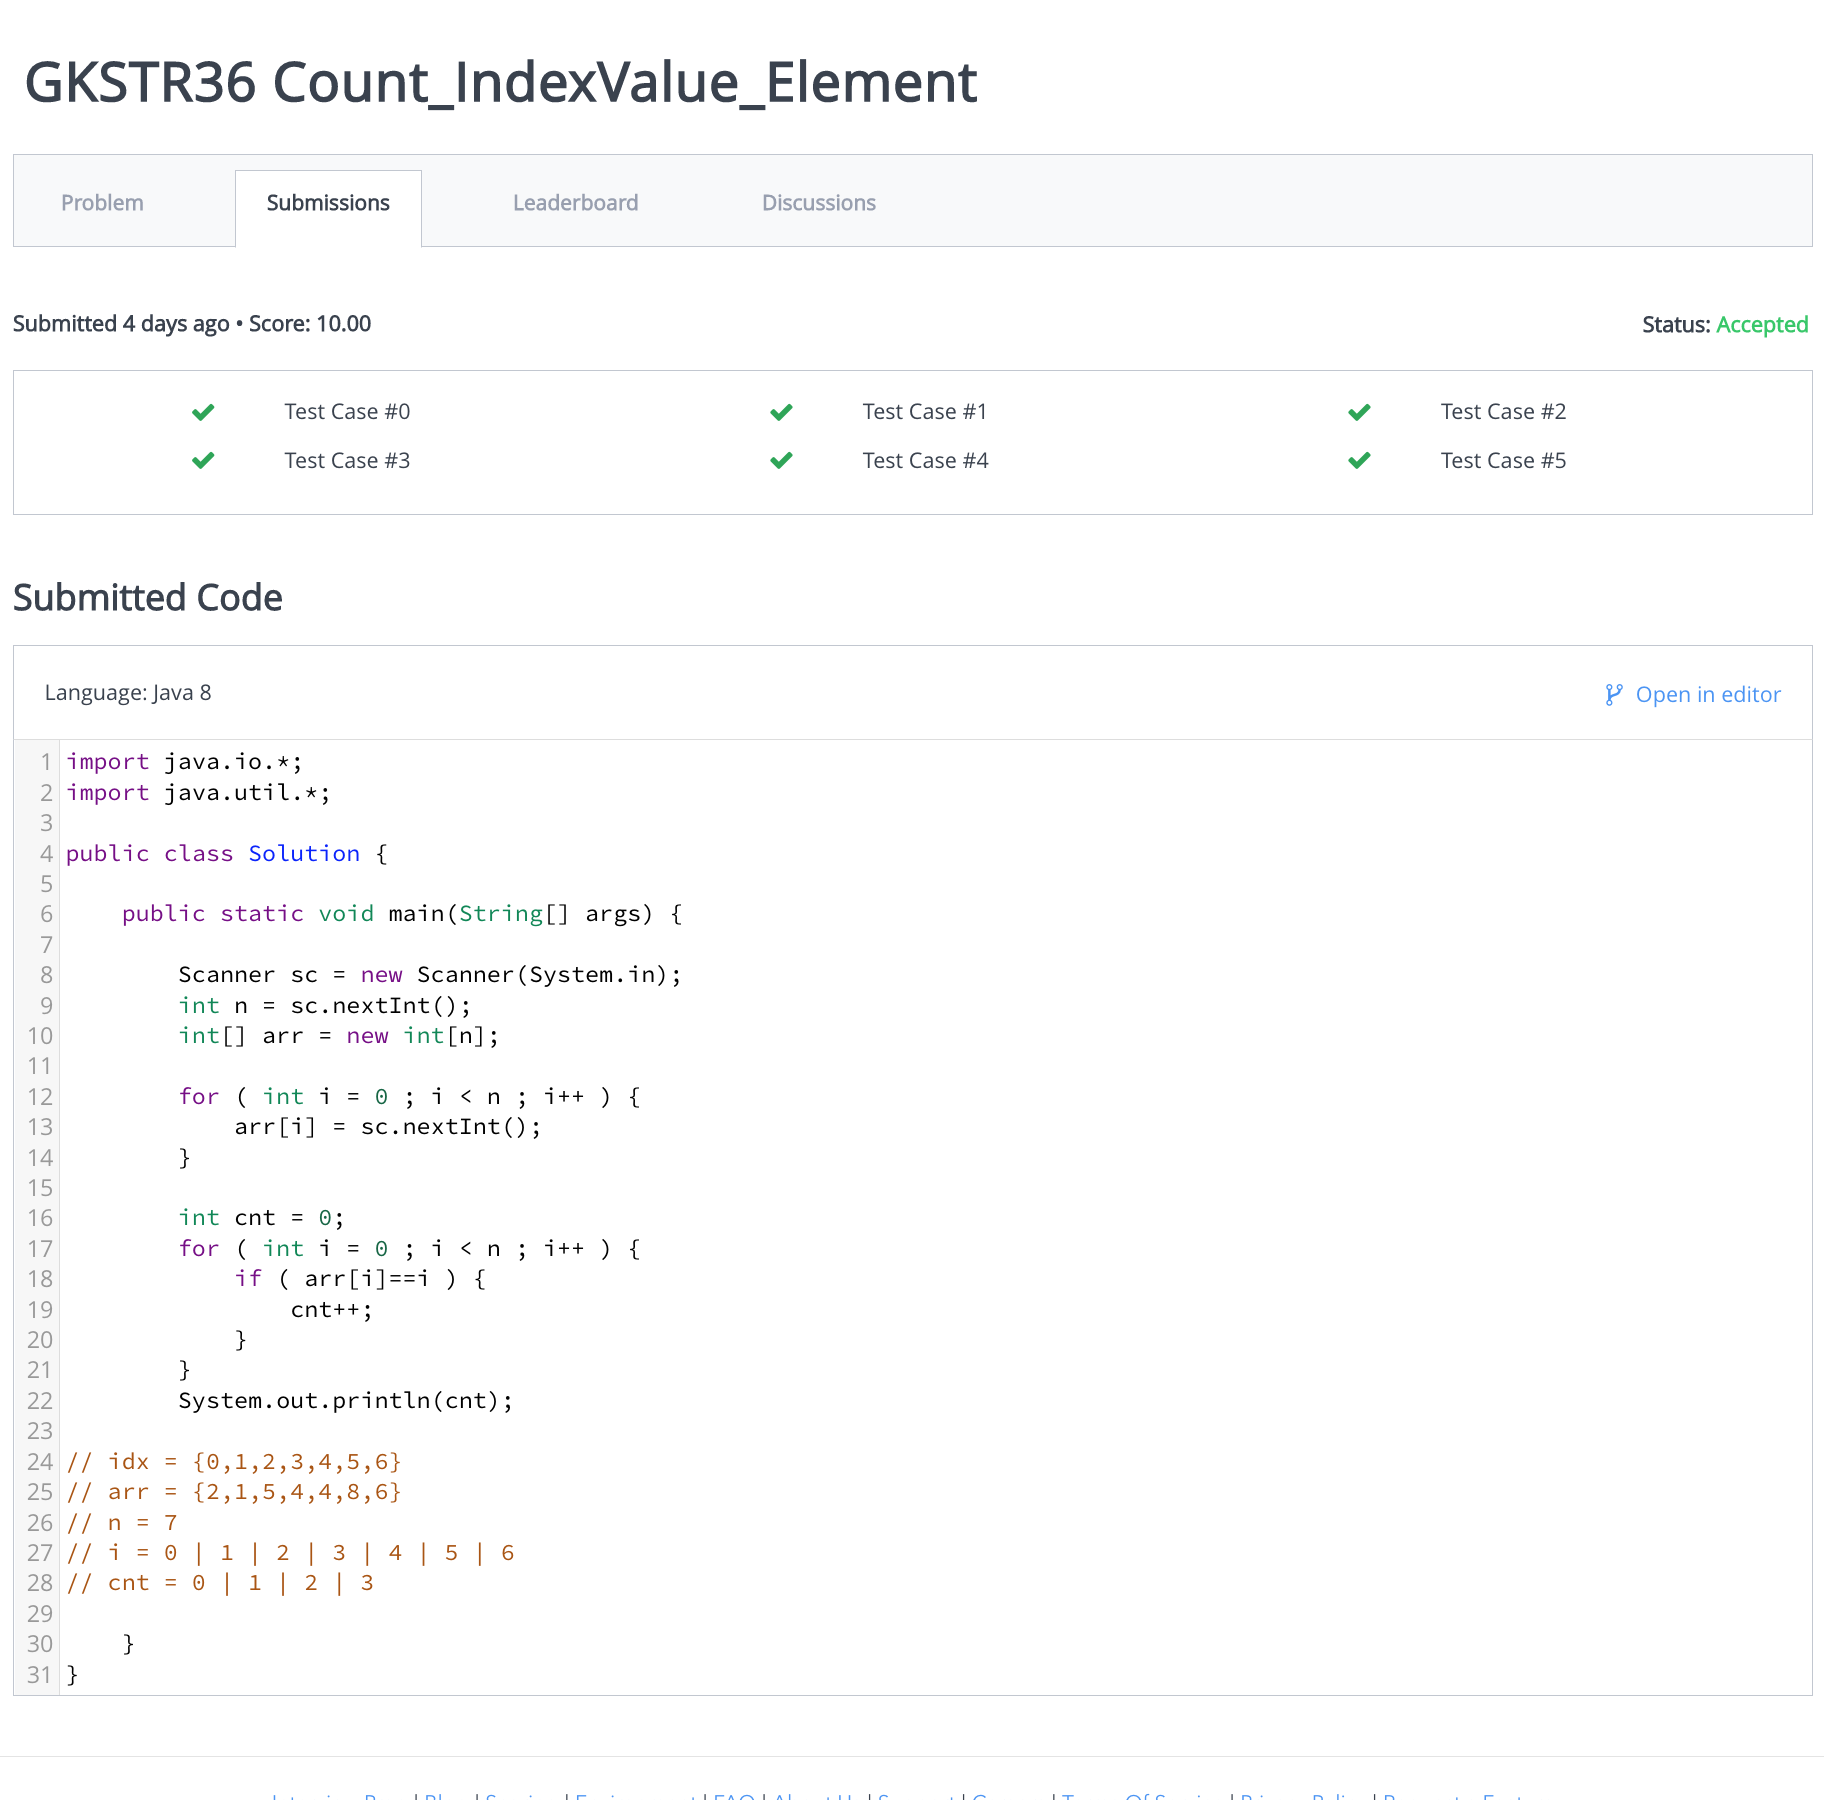 GKSTR36 Count_IndexValue_Element
Problem Submissions Leaderboard Discussions
Submitted 4 days ago • Score: 10.00 Status: Accepted
Test Case #0 Test Case #1 Test Case #2
Test Case #3 Test Case #4 Test Case #5
Submitted Code
Language: Java 8 Open in editor
1 import java.io.*;
2 import java.util.*;
3
4 public class Solution {
5
6     public static void main(String[] args) {
7
8         Scanner sc = new Scanner(System.in);
9         int n = sc.nextInt();
10         int[] arr = new int[n];
11
12         for ( int i = 0 ; i < n ; i++ ) {
13             arr[i] = sc.nextInt();
14         }
15
16         int cnt = 0;
17         for ( int i = 0 ; i < n ; i++ ) {
18             if ( arr[i]==i ) {
19                 cnt++;
20             }
21         }
22         System.out.println(cnt);
23
24 // idx = {0,1,2,3,4,5,6}
25 // arr = {2,1,5,4,4,8,6}
26 // n = 7
27 // i = 0 | 1 | 2 | 3 | 4 | 5 | 6
28 // cnt = 0 | 1 | 2 | 3
29
30     }
31 }